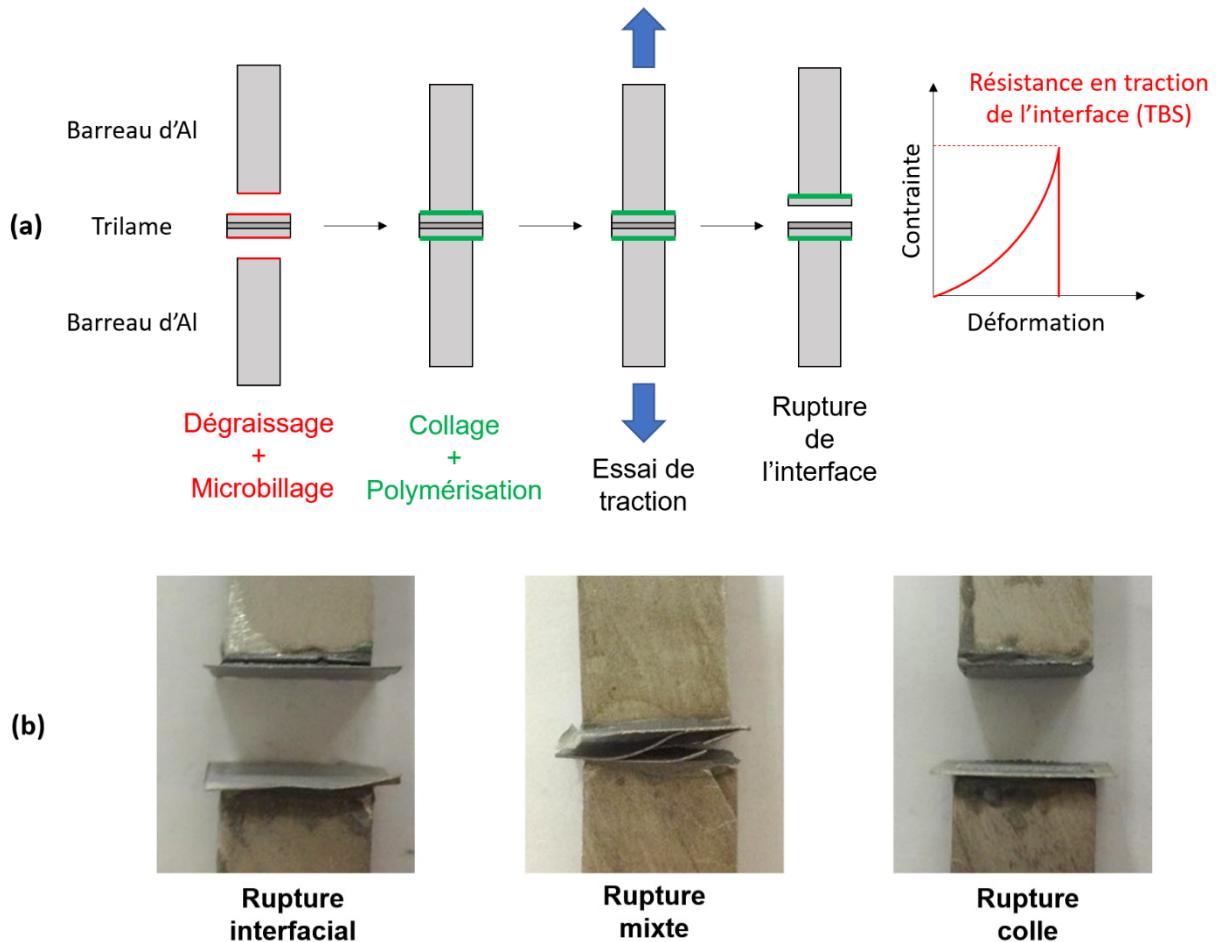 (a)
Barreau d'Al
Trilame
Barreau d'Al
Dégraissage
+
Microbillage
Collage
+
Polymérisation
Essai de
traction
Rupture
de
l'interface
Résistance en traction
de l'interface (TBS)
Contrainte
Déformation
(b)
Rupture
interfacial
Rupture
mixte
Rupture
colle